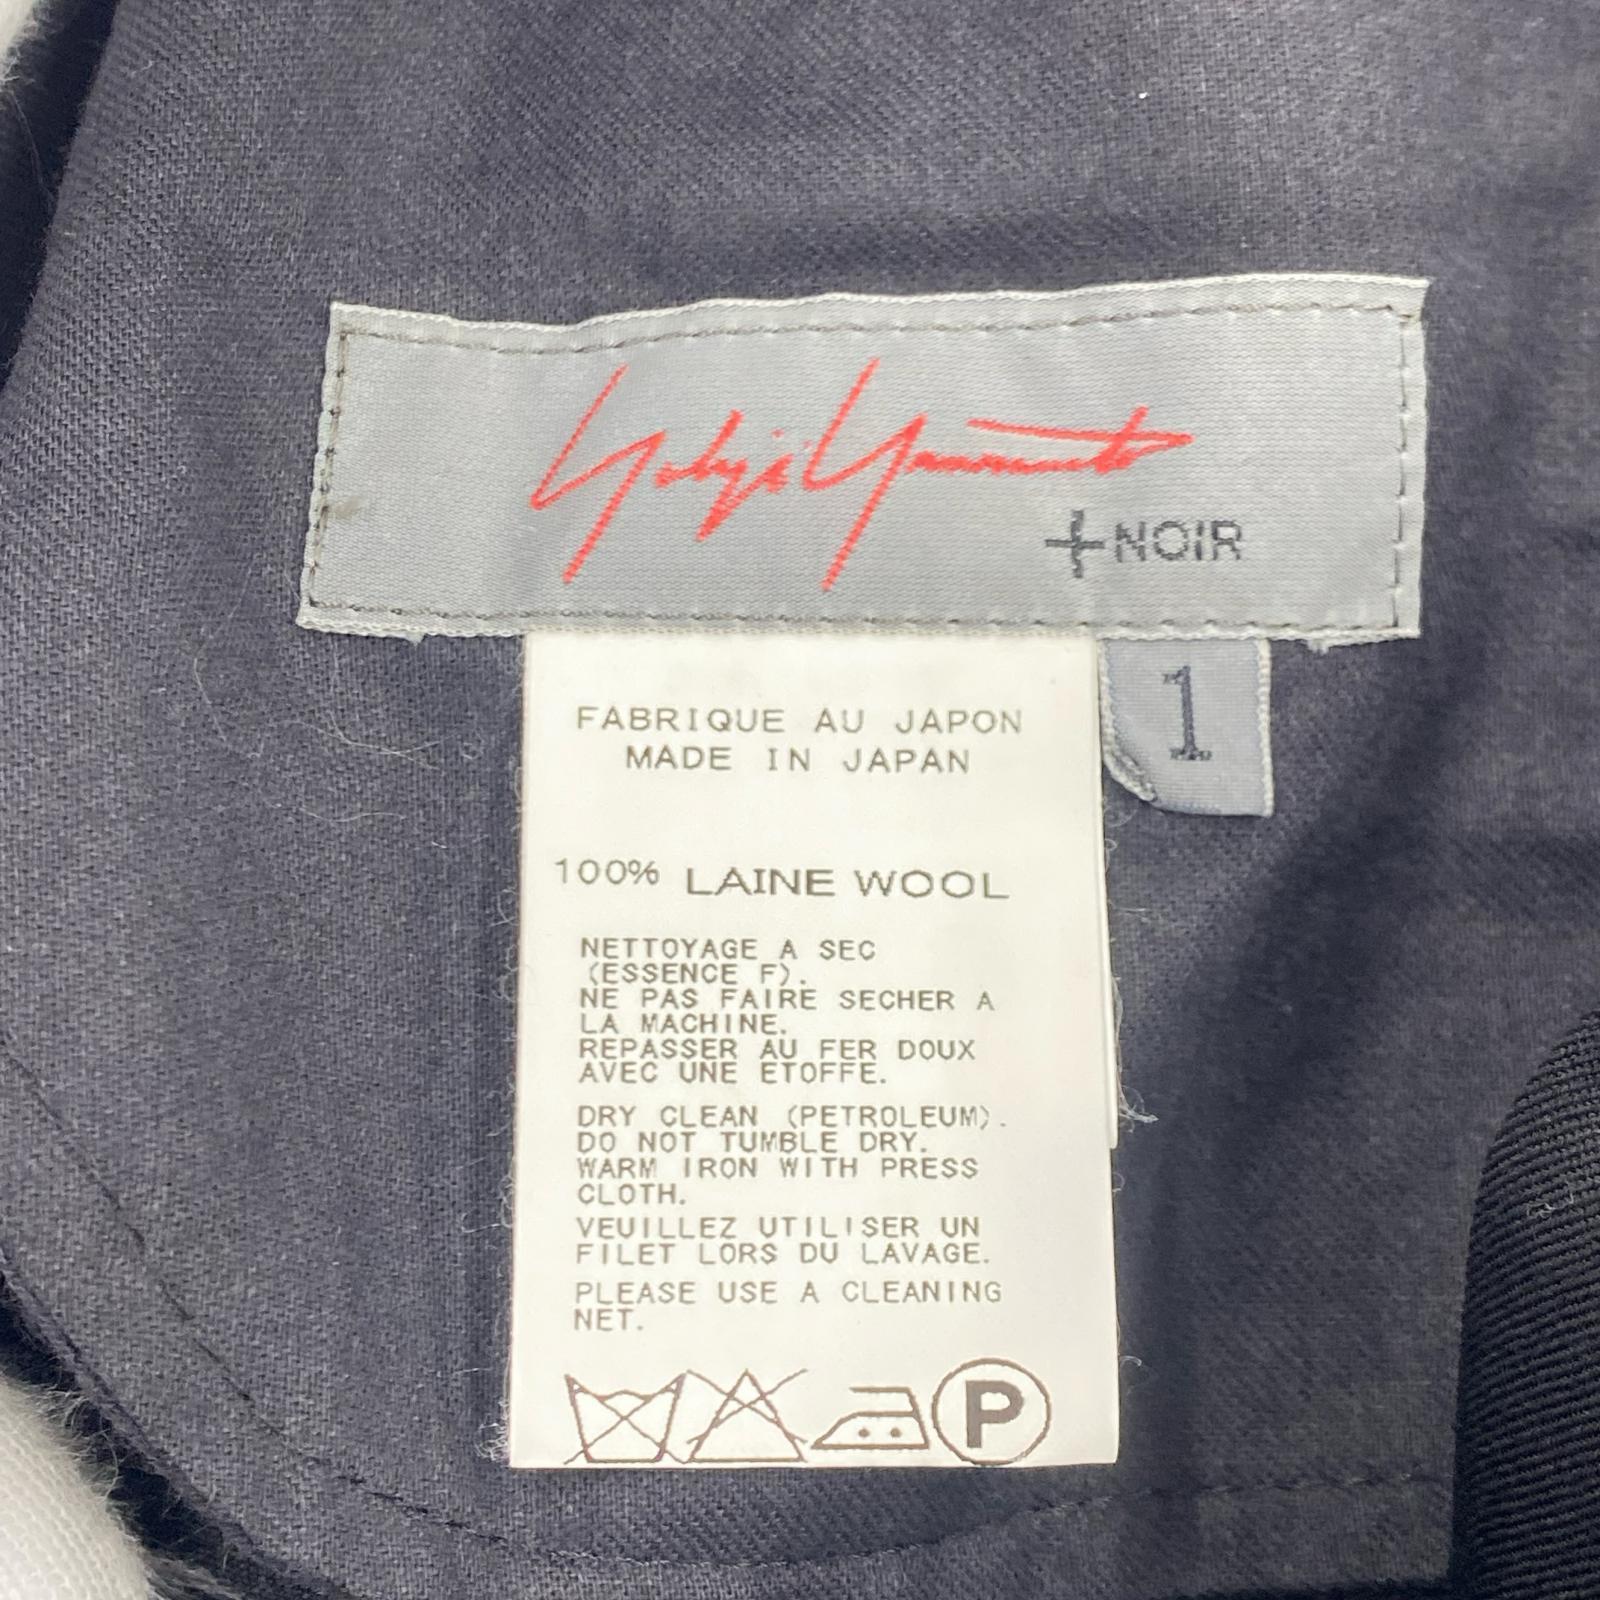 Yohji Yamamoto
+NOIR
1
FABRIQUE AU JAPON
MADE IN JAPAN
100% LAINE WOOL
NETTOYAGE A SEC
(ESSENCE F).
NE PAS FAIRE SECHER A
LA MACHINE.
REPASSER AU FER DOUX
AVEC UNE ETOFFE.
DRY CLEAN (PETROLEUM).
DO NOT TUMBLE DRY.
WARM IRON WITH PRESS
CLOTH.
VEUILLEZ UTILISER UN
FILET LORS DU LAVAGE.
PLEASE USE A CLEANING
NET.
P